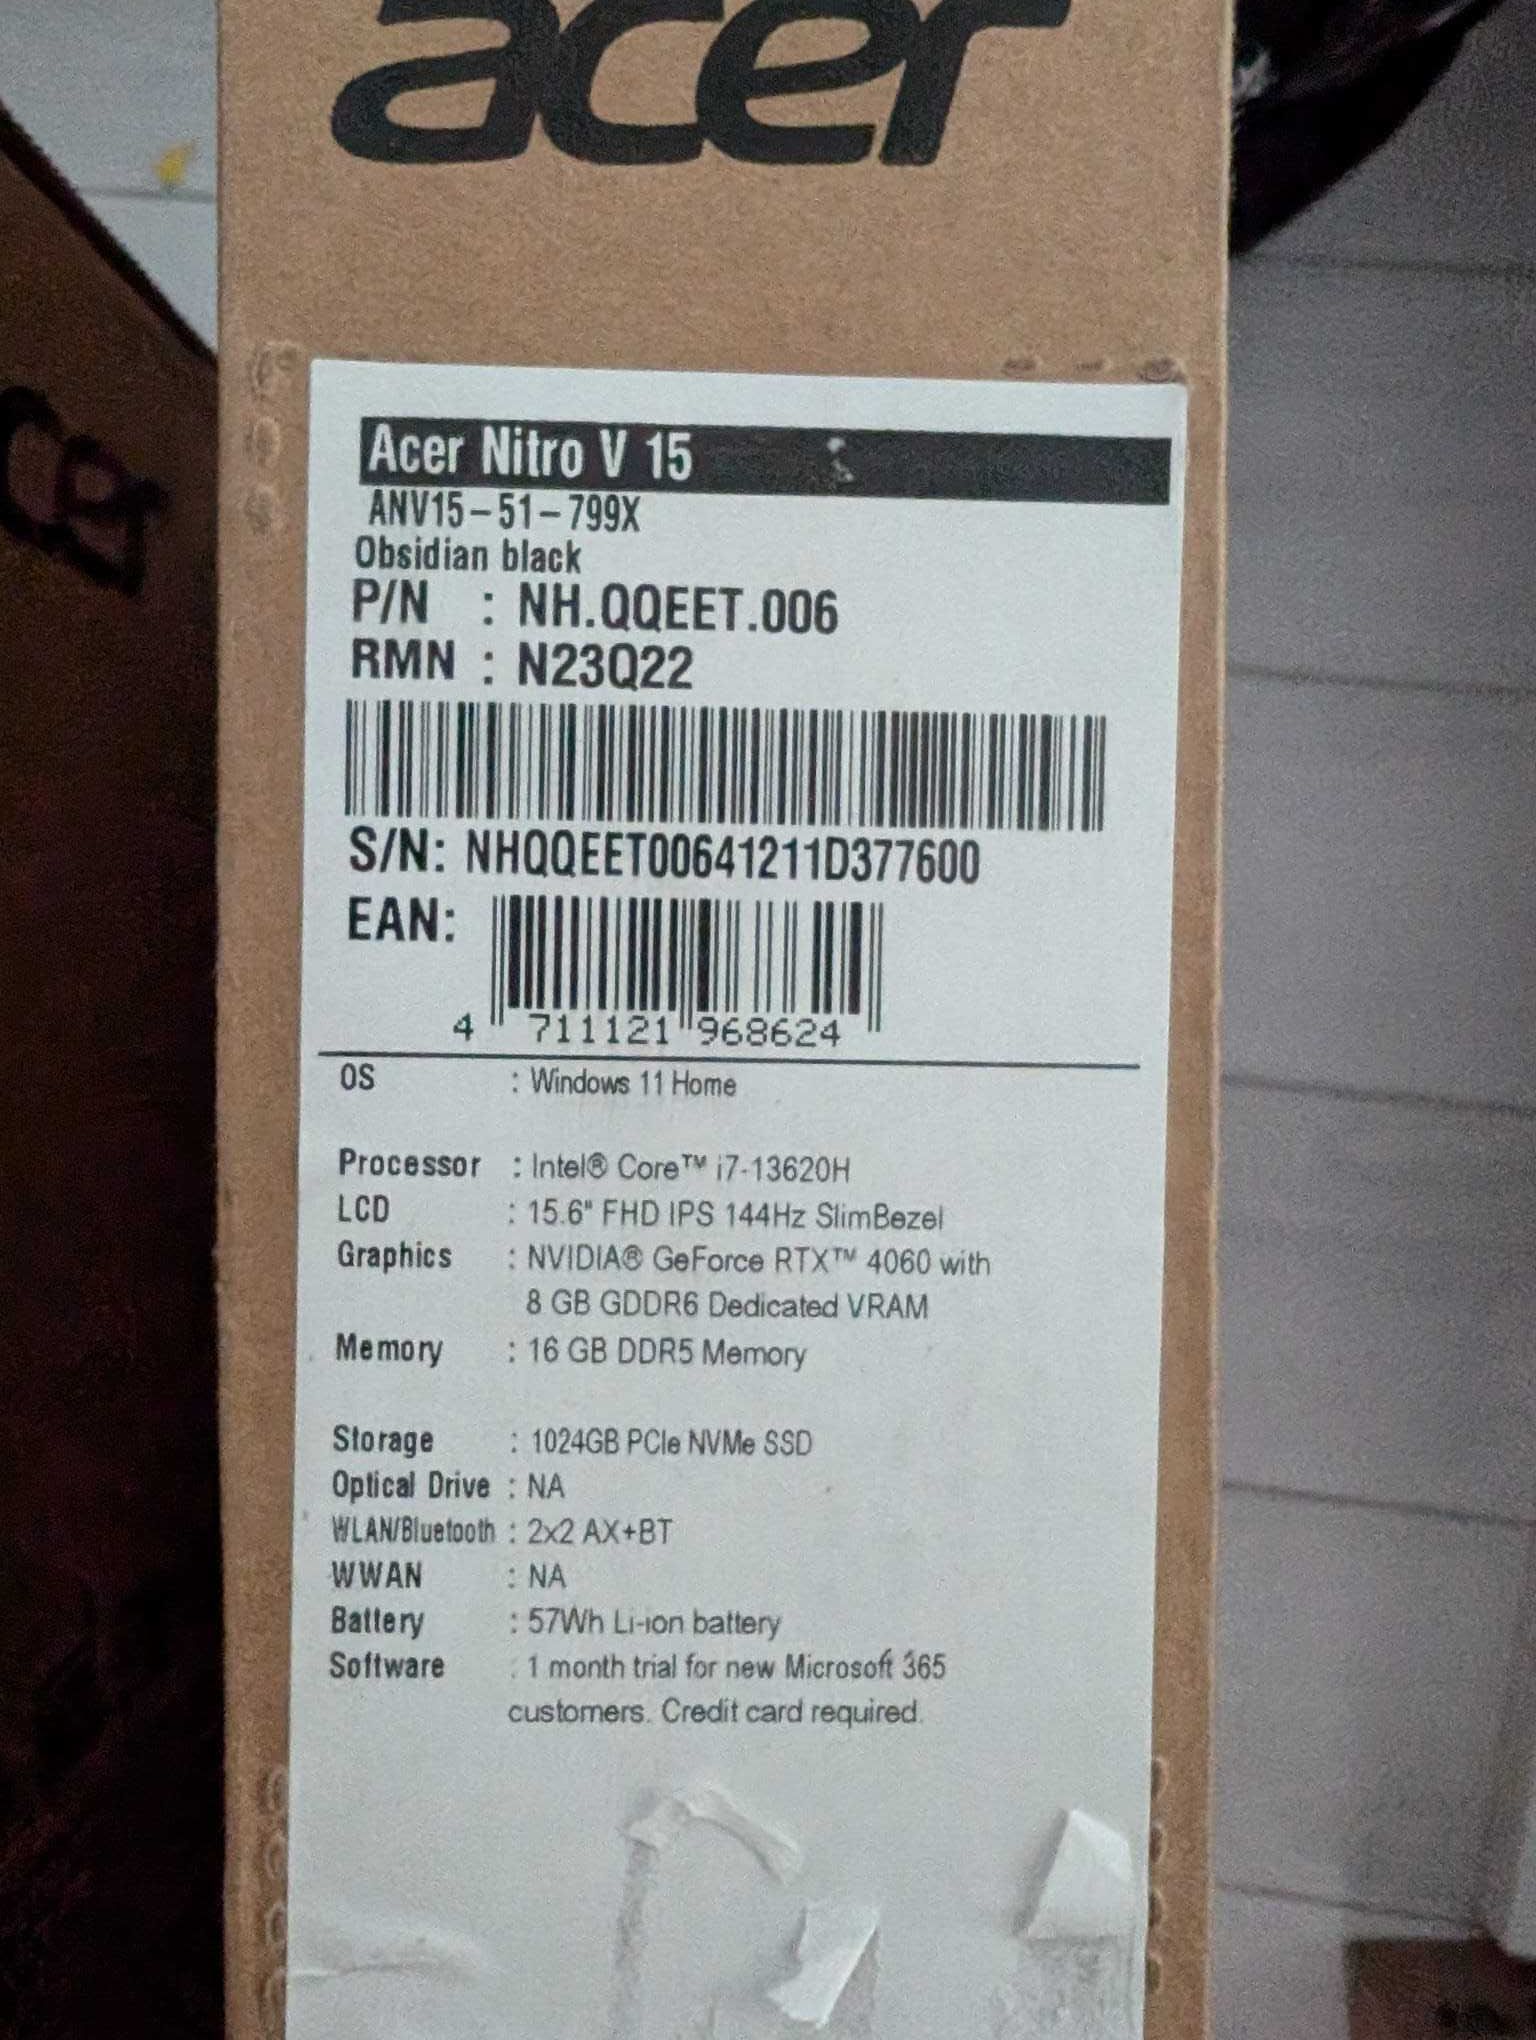 acer
Acer Nitro V 15
ANV15-51-799X
Obsidian black
P/N : NH.QQEET.006
RMN : N23Q22
S/N: NHQQEET00641211D377600
EAN:
4 711121 968624
OS : Windows 11 Home
Processor : Intel® Core™ i7-13620H
LCD : 15.6" FHD IPS 144Hz SlimBezel
Graphics : NVIDIA® GeForce RTX™ 4060 with
8 GB GDDR6 Dedicated VRAM
Memory : 16 GB DDR5 Memory
Storage : 1024GB PCIe NVMe SSD
Optical Drive : NA
WLAN/Bluetooth : 2x2 AX+BT
WWAN : NA
Battery : 57Wh Li-ion battery
Software : 1 month trial for new Microsoft 365
customers. Credit card required.